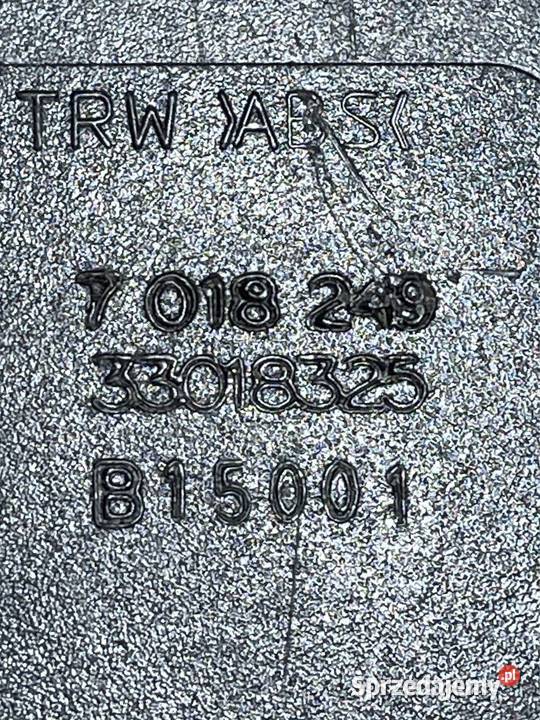 TRW >ABS<
7 018 249
33018325
B15001
Sprzedajemy.pl